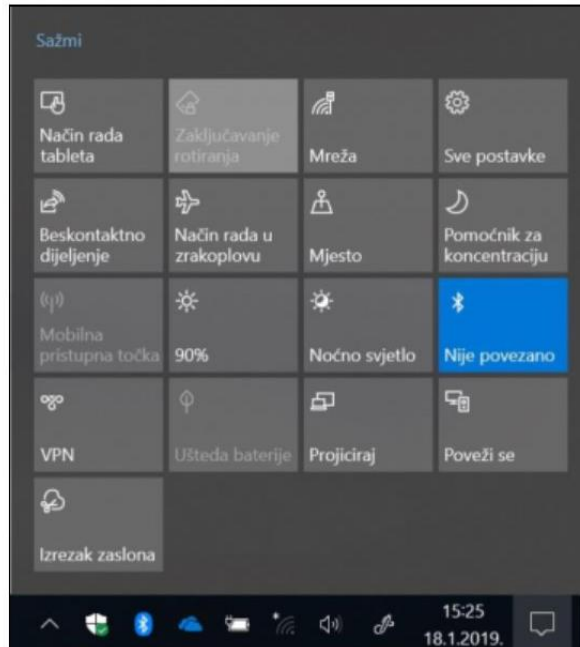 Sažmi
Način rada
tableta
Zaključavanje
rotiranja
Mreža
Sve postavke
Beskontaktno
dijeljenje
Način rada u
zrakoplovu
Mjesto
Pomoćnik za
koncentraciju
Mobilna
pristupna točka
90%
Noćno svjetlo
Nije povezano
VPN
Ušteda baterije
Projiciraj
Poveži se
Izrezak zaslona
15:25
18.1.2019.